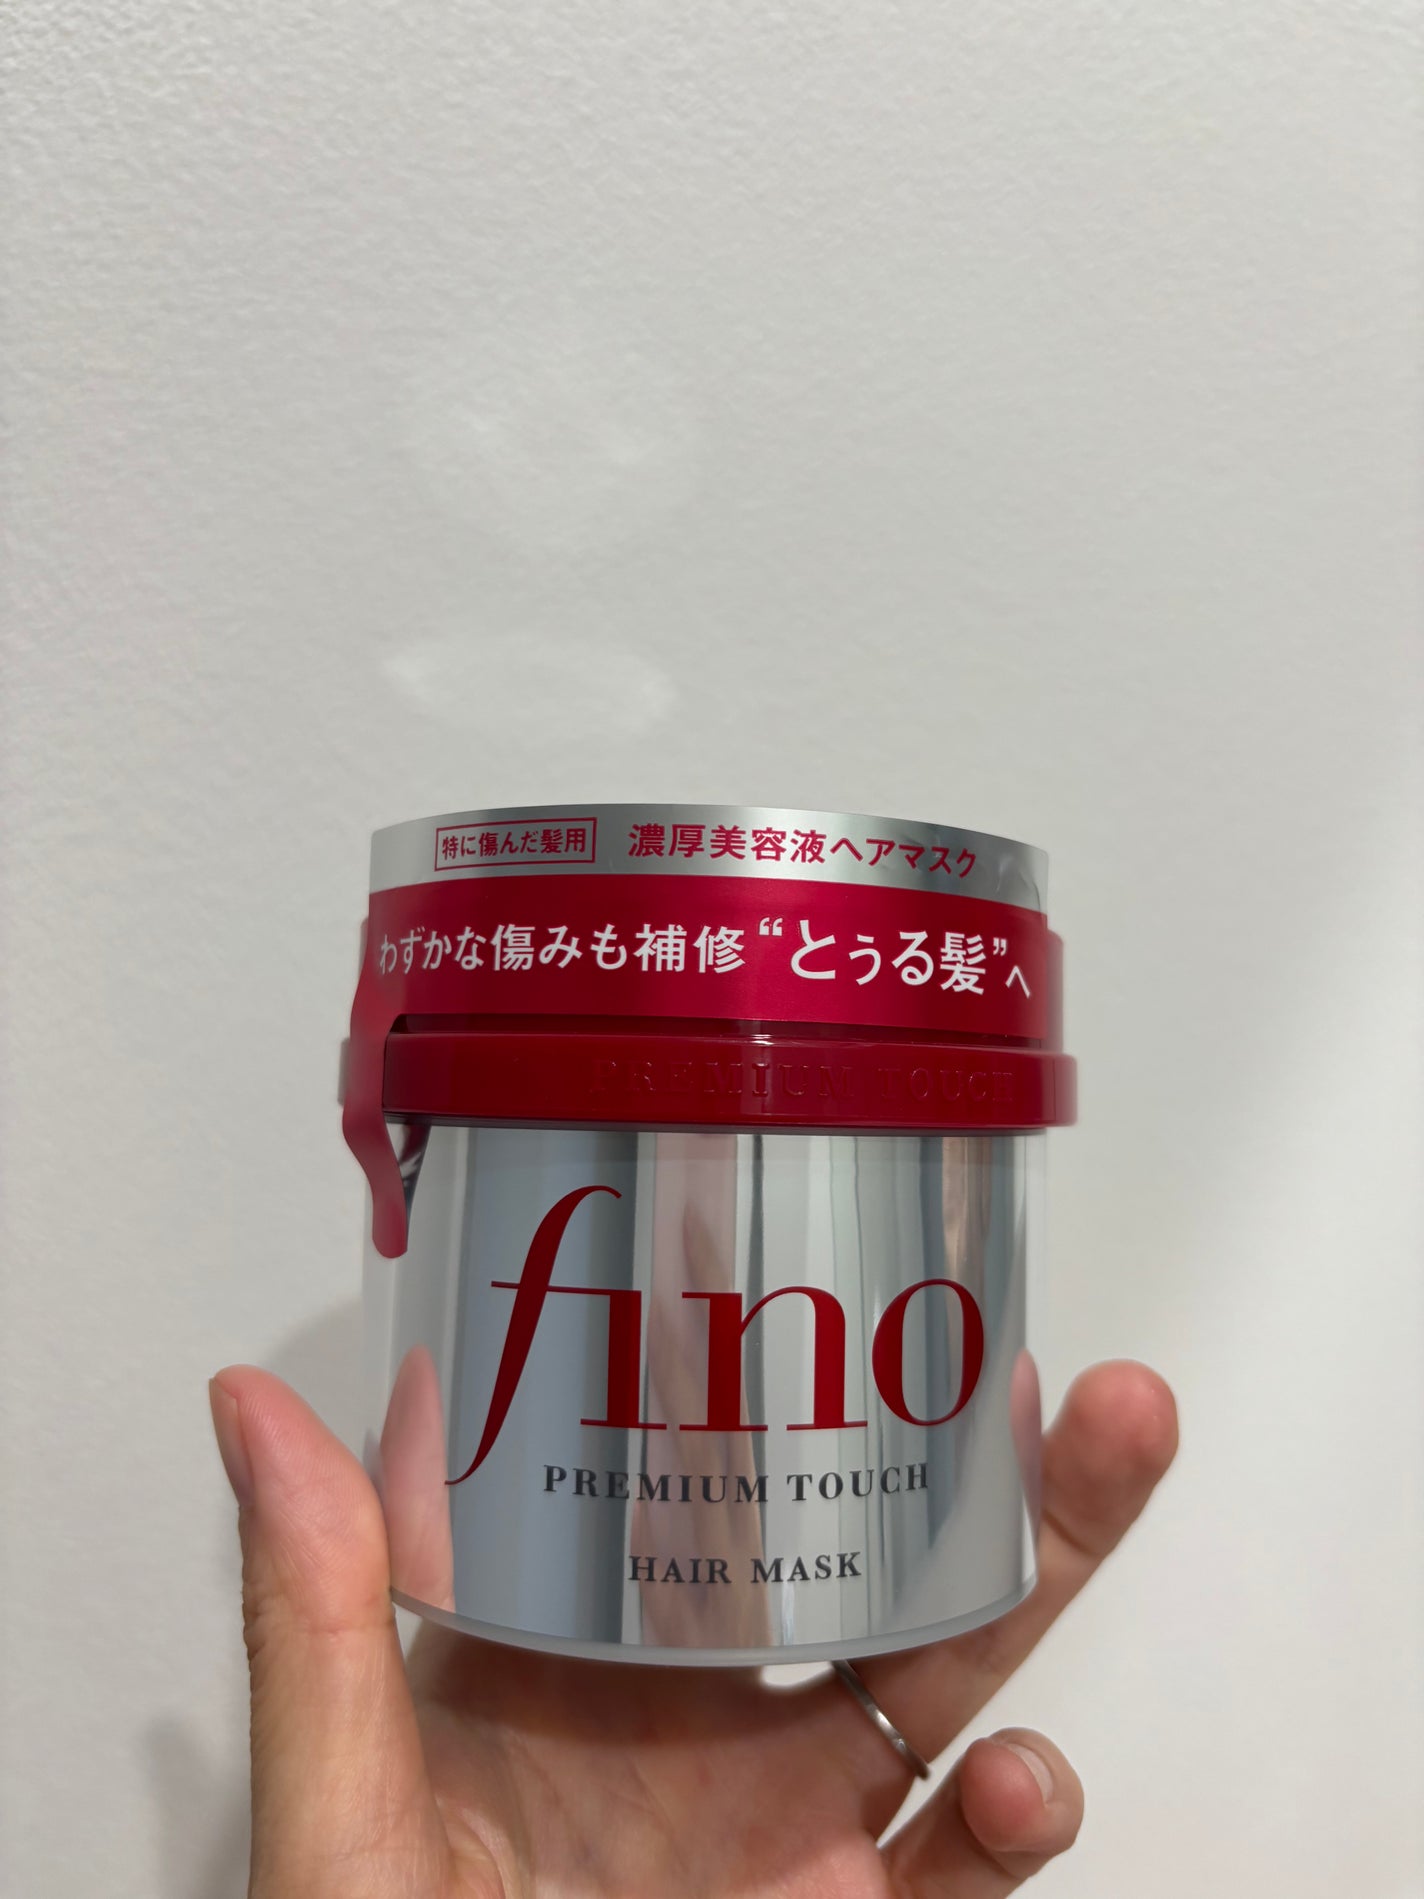 特に傷んだ髪用 濃厚美容液ヘアマスク
わずかな傷みも補修“とぅる髪”へ
PREMIUM TOUCH
fino
PREMIUM TOUCH
HAIR MASK